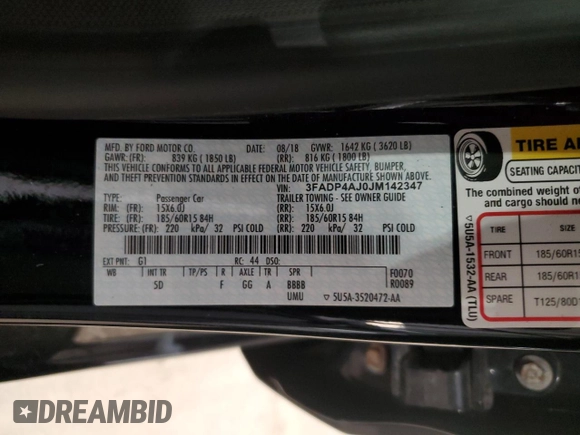 MFD. BY FORD MOTOR CO. DATE: 08/18 GVWR: 1642 KG ( 3620 LB)
GAWR: (FR): 839 KG ( 1850 LB) (RR): 816 KG ( 1800 LB)
THIS VEHICLE CONFORMS TO ALL APPLICABLE FEDERAL MOTOR VEHICLE SAFETY, BUMPER,
AND THEFT PREVENTION STANDARDS IN EFFECT ON THE DATE OF MANUFACTURE SHOWN ABOVE.
VIN: 3FADP4AJ0JM142347
TYPE: Passenger Car TRAILER TOWING - SEE OWNER GUIDE
RIM: (FR): 15X6.0J (RR): 15X6.0J
TIRE: (FR): 185/60R15 84H (RR): 185/60R15 84H
PRESSURE: (FR): 220 kPa/ 32 PSI COLD (RR): 220 kPa/ 32 PSI COLD
EXT PNT: G1 RC: 44 DSO:
WB INT TR TP/PS R AXLE TR SPR F0070
5D F GG A BBBB R0089
UMU ▽ 5U5A-3520472-AA
TIRE AN
SEATING CAPACITY
The combined weight of
and cargo should n
TIRE SIZE
FRONT 185/60R15
REAR 185/60R1
SPARE T125/80D
▽5U5A-1532-AA (TLU)
DREAMBID